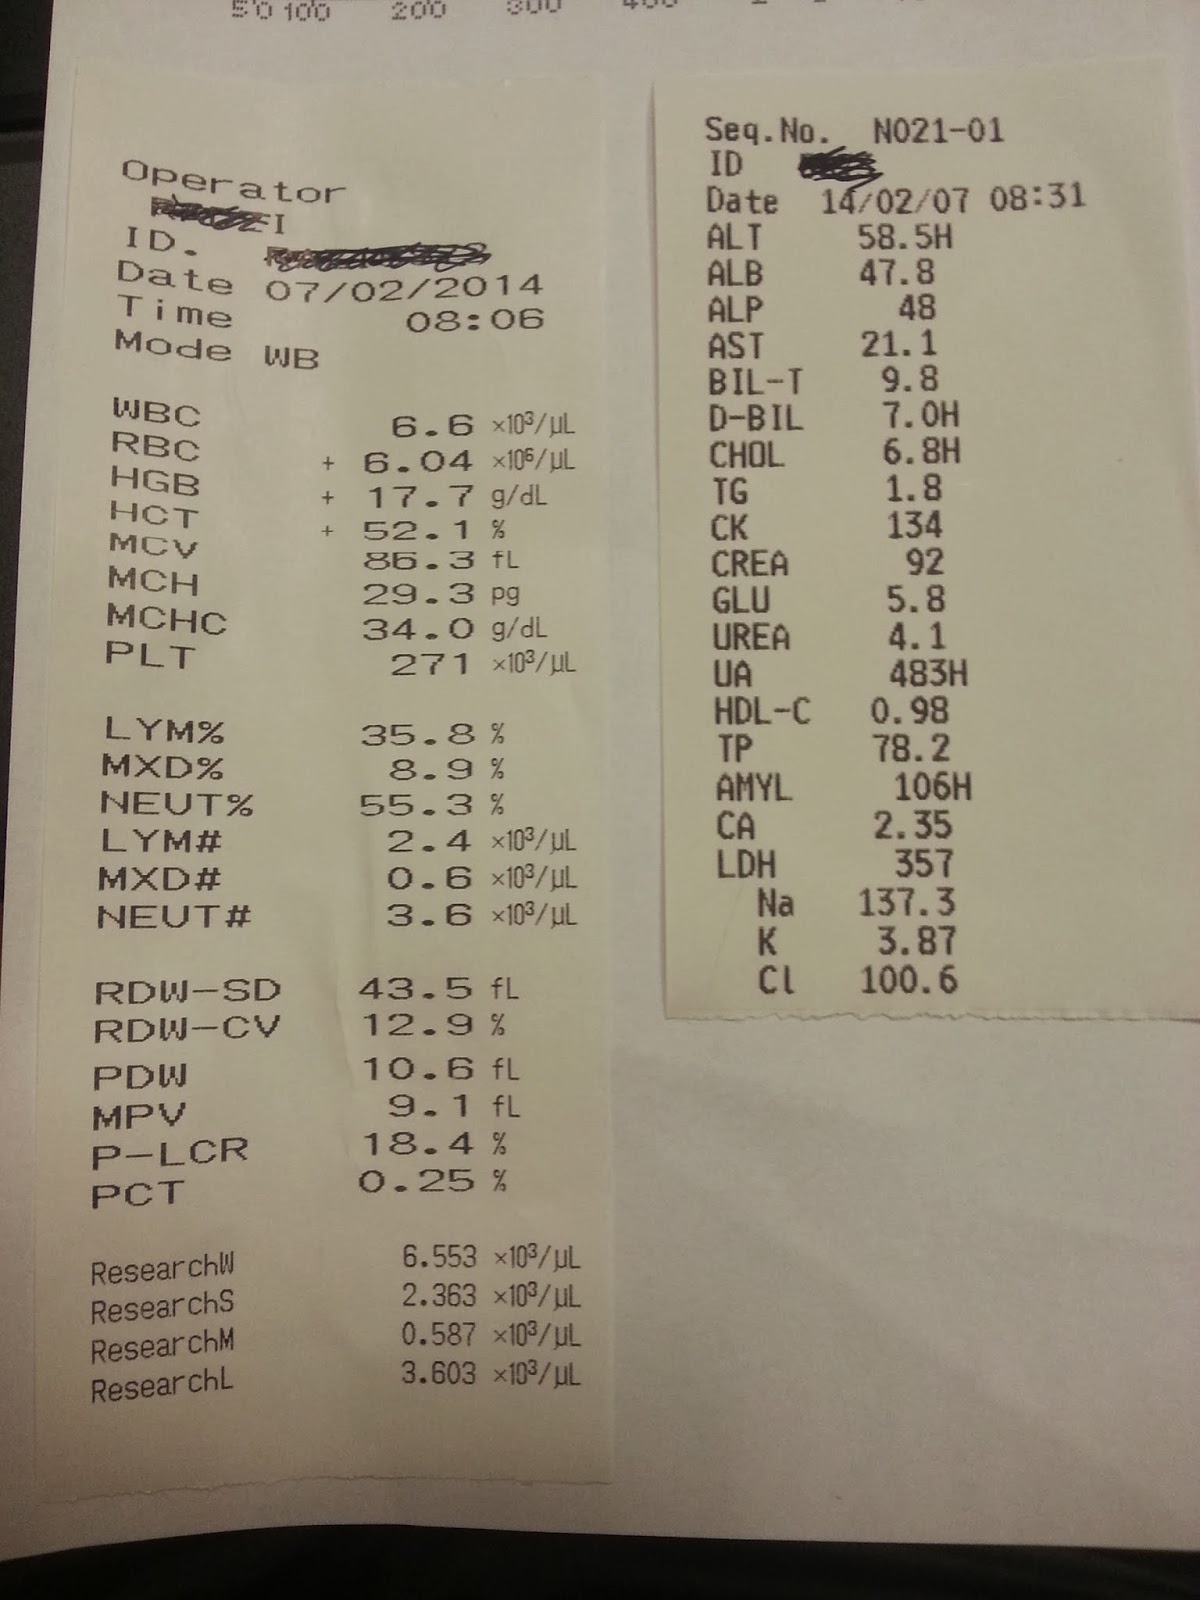 200 300
Operator
I
ID.
Date 07/02/2014
Time 08:06
Mode WB
WBC 6.6 ×10³/µL
RBC + 6.04 ×10⁶/µL
HGB + 17.7 g/dL
HCT + 52.1 %
MCV 86.3 fL
MCH 29.3 pg
MCHC 34.0 g/dL
PLT 271 ×10³/µL
LYM% 35.8 %
MXD% 8.9 %
NEUT% 55.3 %
LYM# 2.4 ×10³/µL
MXD# 0.6 ×10³/µL
NEUT# 3.6 ×10³/µL
RDW-SD 43.5 fL
RDW-CV 12.9 %
PDW 10.6 fL
MPV 9.1 fL
P-LCR 18.4 %
PCT 0.25 %
ResearchW 6.553 ×10³/µL
ResearchS 2.363 ×10³/µL
ResearchM 0.587 ×10³/µL
ResearchL 3.603 ×10³/µL
Seq.No. N021-01
ID
Date 14/02/07 08:31
ALT 58.5H
ALB 47.8
ALP 48
AST 21.1
BIL-T 9.8
D-BIL 7.0H
CHOL 6.8H
TG 1.8
CK 134
CREA 92
GLU 5.8
UREA 4.1
UA 483H
HDL-C 0.98
TP 78.2
AMYL 106H
CA 2.35
LDH 357
Na 137.3
K 3.87
Cl 100.6